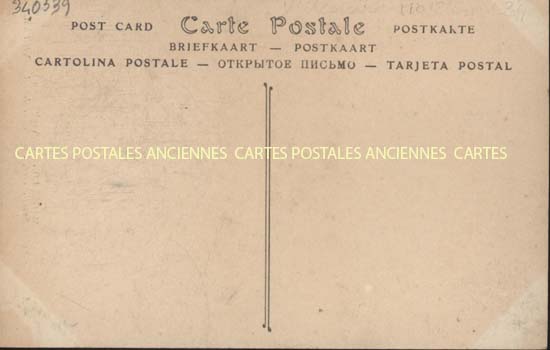 340539
POST CARD Carte Postale POSTKARTE
BRIEFKAART — POSTKAART
CARTOLINA POSTALE — ОТКРЫТОЕ ПИСЬМО — TARJETA POSTAL
CARTES POSTALES ANCIENNES CARTES POSTALES ANCIENNES CARTES